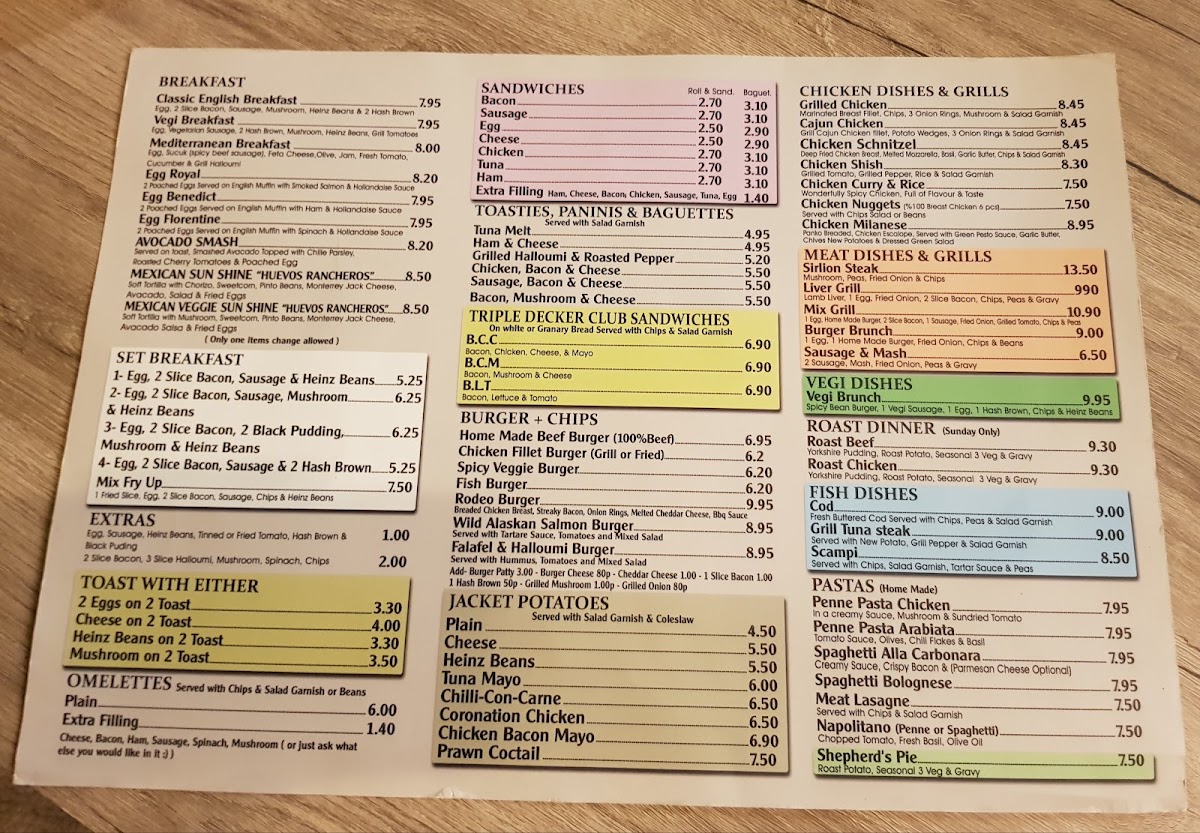 BREAKFAST
Classic English Breakfast 7.95
Egg, 2 Slice Bacon, Sausage, Mushroom, Heinz Beans & 2 Hash Brown
Vegi Breakfast 7.95
Egg, Vegetarian Sausage, 2 Hash Brown, Mushroom, Heinz Beans, Grill Tomatoes
Mediterranean Breakfast 8.00
Egg, Sucuk (spicy beef sausage), Feta Cheese,Olive, Jam, Fresh Tomato,
Cucumber & Grill Halloumi
Egg Royal 8.20
2 Poached Eggs Served on English Muffin with Smoked Salmon & Hollandaise Sauce
Egg Benedict 7.95
2 Pooched Eggs Served on English Muffin with Ham & Hollandaise Sauce
Egg Florentine 7.95
2 Pooched Eggs Served on English Muffin with Spinach & Hollandaise Sauce
AVOCADO SMASH 8.20
Served on toast, Smashed Avocado Topped with Chilie Parsley,
Roasted Cherry Tomatoes & Poached Egg
MEXICAN SUN SHINE "HUEVOS RANCHEROS" 8.50
Soft Tortilla with Chorizo, Sweetcorn, Pinto Beans, Monterrey Jack Cheese,
Avocado, Salad & Fried Eggs
MEXICAN VEGGIE SUN SHINE "HUEVOS RANCHEROS" 8.50
Soft Tortilla with Mushroom, Sweetcorn, Pinto Beans, Monterrey Jack Cheese,
Avocado Salsa & Fried Eggs
( Only one items change allowed )
SET BREAKFAST
1- Egg, 2 Slice Bacon, Sausage & Heinz Beans 5.25
2- Egg, 2 Slice Bacon, Sausage, Mushroom 6.25
& Heinz Beans
3- Egg, 2 Slice Bacon, 2 Black Pudding, 6.25
Mushroom & Heinz Beans
4- Egg, 2 Slice Bacon, Sausage & 2 Hash Brown 5.25
Mix Fry Up 7.50
1 Fried Slice, Egg, 2 Slice Bacon, Sausage, Chips & Heinz Beans
EXTRAS
Egg, Sausage, Heinz Beans, Tinned or Fried Tomato, Hash Brown & 1.00
Black Puding
2 Slice Bacon, 3 Slice Halloumi, Mushroom, Spinach, Chips 2.00
TOAST WITH EITHER
2 Eggs on 2 Toast 3.30
Cheese on 2 Toast 4.00
Heinz Beans on 2 Toast 3.30
Mushroom on 2 Toast 3.50
OMELETTES Served with Chips & Salad Garnish or Beans
Plain 6.00
Extra Filling 1.40
Cheese, Bacon, Ham, Sausage, Spinach, Mushroom ( or just ask what
else you would like in it :) )
SANDWICHES Roll & Sand. Baguet.
Bacon 2.70 3.10
Sausage 2.70 3.10
Egg 2.50 2.90
Cheese 2.50 2.90
Chicken 2.70 3.10
Tuna 2.70 3.10
Ham 2.70 3.10
Extra Filling Ham, Cheese, Bacon, Chicken, Sausage, Tuna, Egg 1.40
TOASTIES, PANINIS & BAGUETTES
Served with Salad Garnish
Tuna Melt 4.95
Ham & Cheese 4.95
Grilled Halloumi & Roasted Pepper 5.20
Chicken, Bacon & Cheese 5.50
Sausage, Bacon & Cheese 5.50
Bacon, Mushroom & Cheese 5.50
TRIPLE DECKER CLUB SANDWICHES
On white or Granary Bread Served with Chips & Salad Garnish
B.C.C 6.90
Bacon, Chicken, Cheese, & Mayo
B.C.M 6.90
Bacon, Mushroom & Cheese
B.L.T 6.90
Bacon, Lettuce & Tomato
BURGER + CHIPS
Home Made Beef Burger (100%Beef) 6.95
Chicken Fillet Burger (Grill or Fried) 6.2
Spicy Veggie Burger 6.20
Fish Burger 6.20
Rodeo Burger 9.95
Breaded Chicken Breast, Streaky Bacon, Onion Rings, Melted Cheddar Cheese, Bbq Sauce
Wild Alaskan Salmon Burger 8.95
Served with Tartare Sauce, Tomatoes and Mixed Salad
Falafel & Halloumi Burger 8.95
Served with Hummus, Tomatoes and Mixed Salad
Add- Burger Patty 3.00 - Burger Cheese 80p - Cheddar Cheese 1.00 - 1 Slice Bacon 1.00
1 Hash Brown 50p - Grilled Mushroom 1.00p - Grilled Onion 80p
JACKET POTATOES
Served with Salad Garnish & Coleslaw
Plain 4.50
Cheese 5.50
Heinz Beans 5.50
Tuna Mayo 6.00
Chilli-Con-Carne 6.50
Coronation Chicken 6.50
Chicken Bacon Mayo 6.90
Prawn Coctail 7.50
CHICKEN DISHES & GRILLS
Grilled Chicken 8.45
Marinated Breast Fillet, Chips, 3 Onion Rings, Mushroom & Salad Garnish
Cajun Chicken 8.45
Grill Cajun Chicken fillet, Potato Wedges, 3 Onion Rings & Salad Garnish
Chicken Schnitzel 8.45
Deep Fried Chicken Breast, Melted Mozarella, Basil, Garlic Butter, Chips & Salad Garnish
Chicken Shish 8.30
Grilled Tomato, Grilled Pepper, Rice & Salad Garnish
Chicken Curry & Rice 7.50
Wonderfully Spicy Chicken, Full of Flavour & Taste
Chicken Nuggets (%100 Breast Chicken 6 pcs) 7.50
Served with Chips Salad or Beans
Chicken Milanese 8.95
Panko Breaded, Chicken Escalope, Served with Green Pesto Sauce, Garlic Butter,
Chives New Potatoes & Dressed Green Salad
MEAT DISHES & GRILLS
Sirlion Steak 13.50
Mushroom, Peas, Fried Onion & Chips
Liver Grill 990
Lamb Liver, 1 Egg, Fried Onion, 2 Slice Bacon, Chips, Peas & Gravy
Mix Grill 10.90
1 Egg, Home Made Burger, 2 Slice Bacon, 1 Sausage, Fried Onion, Grilled Tomato, Chips & Peas
Burger Brunch 9.00
1 Egg, 1 Home Made Burger, Fried Onion, Chips & Beans
Sausage & Mash 6.50
2 Sausage, Mash, Fried Onion, Peas & Gravy
VEGI DISHES
Vegi Brunch 9.95
Spicy Bean Burger, 1 Vegi Sausage, 1 Egg, 1 Hash Brown, Chips & Heinz Beans
ROAST DINNER (Sunday Only)
Roast Beef 9.30
Yorkshire Pudding, Roast Potato, Seasonal 3 Veg & Gravy
Roast Chicken 9.30
Yorkshire Pudding, Roast Potato, Seasonal 3 Veg & Gravy
FISH DISHES
Cod 9.00
Fresh Buttered Cod Served with Chips, Peas & Salad Garnish
Grill Tuna steak 9.00
Served with New Potato, Grill Pepper & Salad Garnish
Scampi 8.50
Served with Chips, Salad Garnish, Tartar Sauce & Peas
PASTAS (Home Made)
Penne Pasta Chicken 7.95
In a creamy Sauce, Mushroom & Sundried Tomato
Penne Pasta Arabiata 7.95
Tomato Sauce, Olives, Chili Flakes & Basil
Spaghetti Alla Carbonara 7.95
Creamy Sauce, Crispy Bacon & (Parmesan Cheese Optional)
Spaghetti Bolognese 7.95
Meat Lasagne 7.50
Served with Chips & Salad Garnish
Napolitano (Penne or Spaghetti) 7.50
Chopped Tomato, Fresh Basil, Olive Oil
Shepherd's Pie 7.50
Roast Potato, Seasonal 3 Veg & Gravy